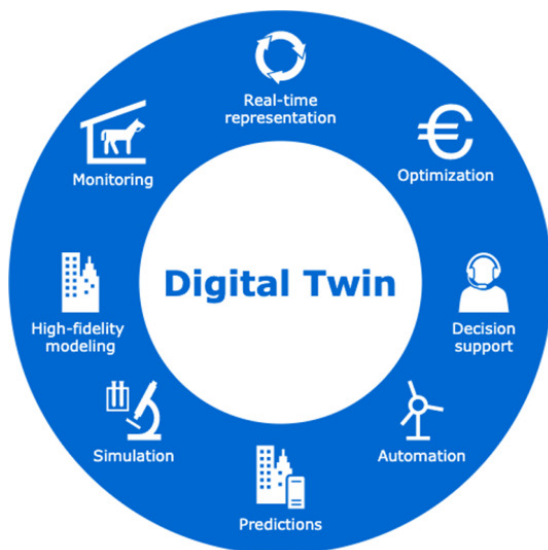 Real-time
representation
Monitoring
€
Optimization
Digital Twin
High-fidelity
modeling
Decision
support
Simulation
Automation
Predictions